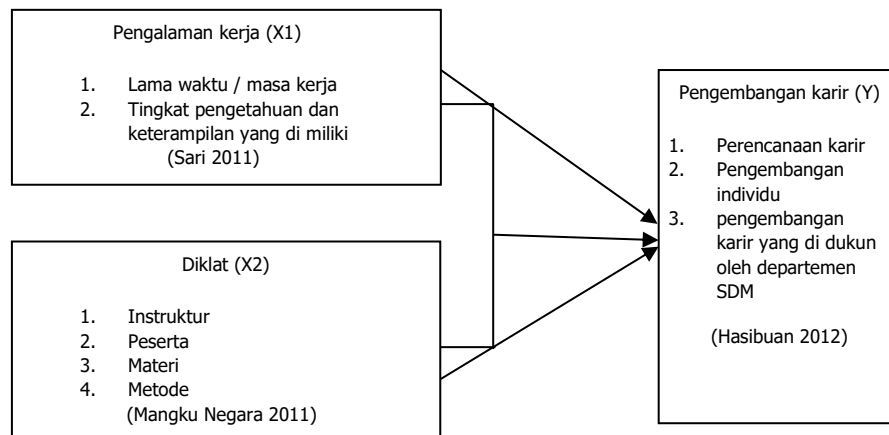 Pengalaman kerja (X1)
1. Lama waktu / masa kerja
2. Tingkat pengetahuan dan
keterampilan yang di miliki
(Sari 2011)
Diklat (X2)
1. Instruktur
2. Peserta
3. Materi
4. Metode
(Mangku Negara 2011)
Pengembangan karir (Y)
1. Perencanaan karir
2. Pengembangan
individu
3. pengembangan
karir yang di dukun
oleh departemen
SDM
(Hasibuan 2012)